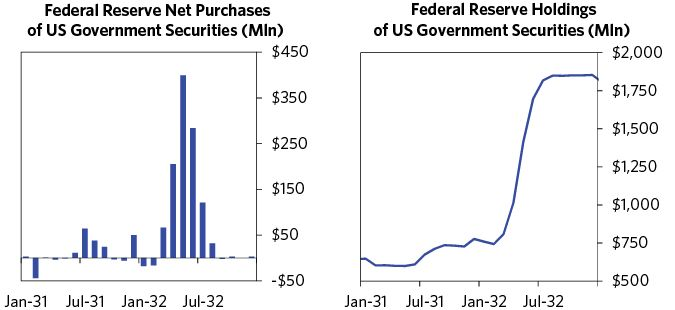 Federal Reserve Net Purchases
of US Government Securities (Mln)
$450
$350
$250
$150
$50
-$50
Jan-31 Jul-31 Jan-32 Jul-32
Federal Reserve Holdings
of US Government Securities (Mln)
$2,000
$1,750
$1,500
$1,250
$1,000
$750
$500
Jan-31 Jul-31 Jan-32 Jul-32